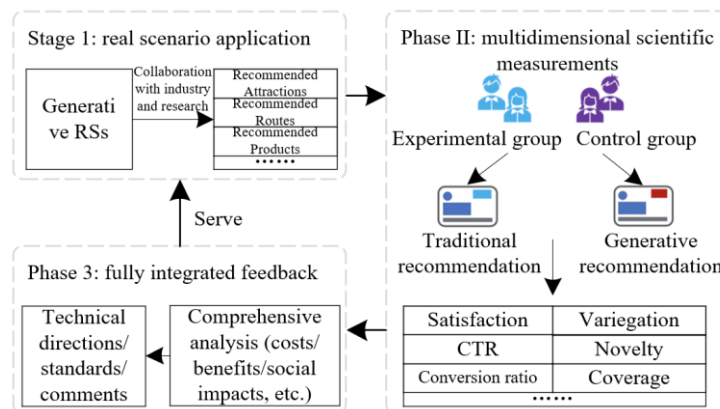 Stage 1: real scenario application
Generati
ve RSs
Collaboration
with industry
and research
Recommended
Attractions
Recommended
Routes
Recommended
Products
······
Phase II: multidimensional scientific
measurements
Experimental group
Control group
Traditional
recommendation
Generative
recommendation
Satisfaction
Variegation
CTR
Novelty
Conversion ratio
Coverage
······
Serve
Phase 3: fully integrated feedback
Technical
directions/
standards/
comments
Comprehensive
analysis (costs/
benefits/social
impacts, etc.)